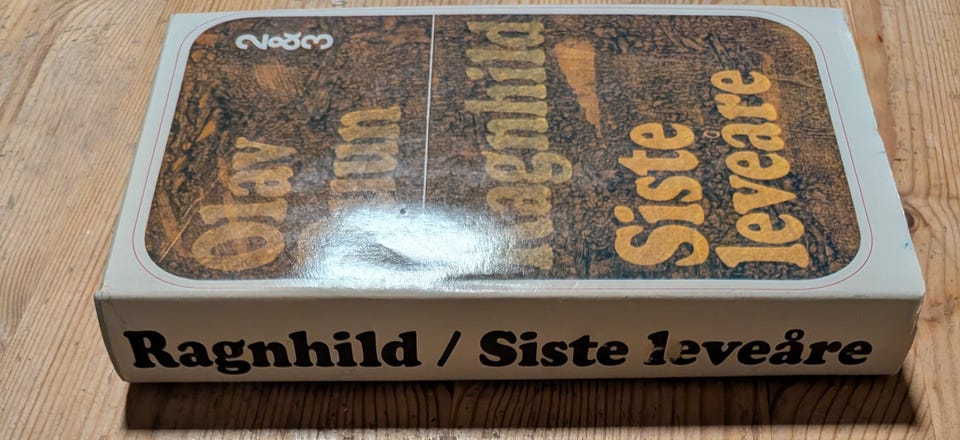 2&3
Olav
Duun
Ragnhild
Siste
leveåre
Ragnhild / Siste leveåre